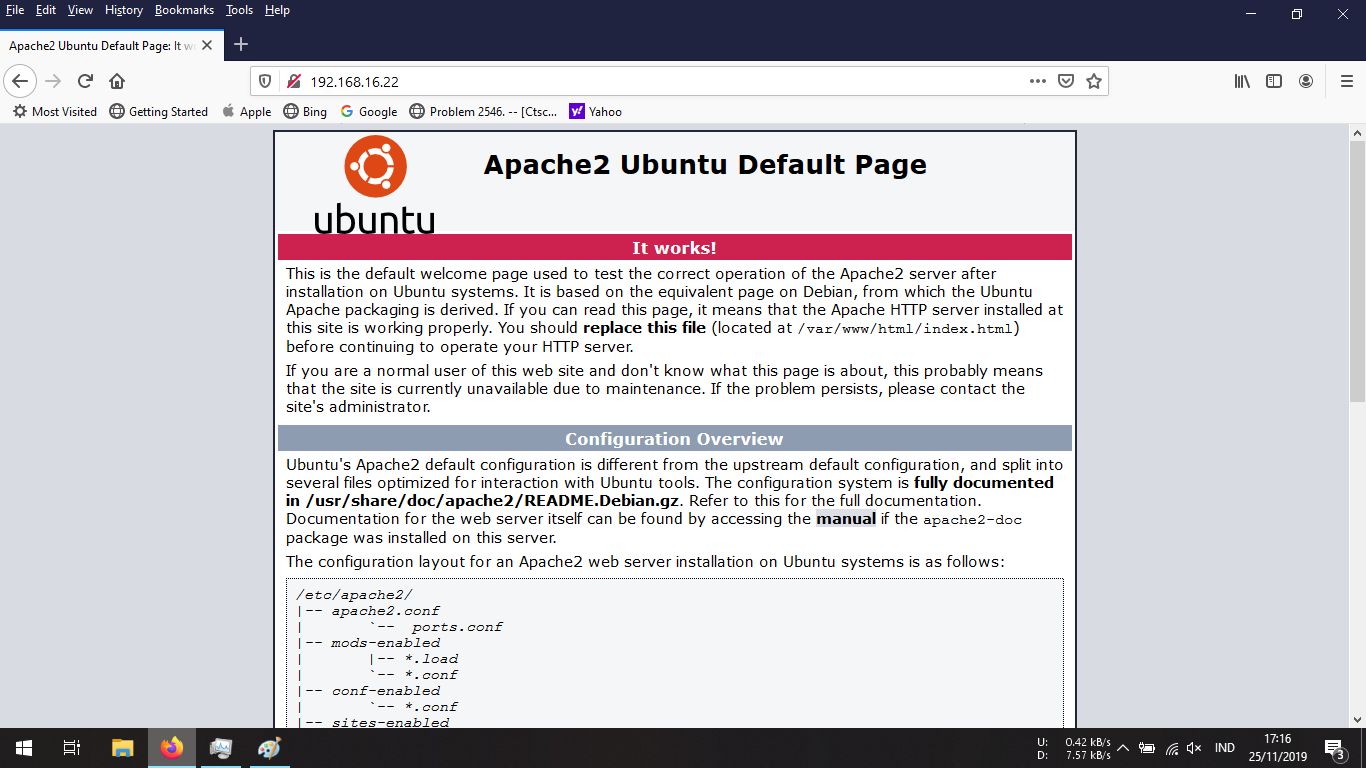 File Edit View History Bookmarks Tools Help
Apache2 Ubuntu Default Page: It w
192.168.16.22
Most Visited Getting Started Apple Bing Google Problem 2546. -- [Ctsc... Yahoo
Apache2 Ubuntu Default Page
ubuntu
It works!
This is the default welcome page used to test the correct operation of the Apache2 server after
installation on Ubuntu systems. It is based on the equivalent page on Debian, from which the Ubuntu
Apache packaging is derived. If you can read this page, it means that the Apache HTTP server installed at
this site is working properly. You should replace this file (located at /var/www/html/index.html)
before continuing to operate your HTTP server.
If you are a normal user of this web site and don't know what this page is about, this probably means
that the site is currently unavailable due to maintenance. If the problem persists, please contact the
site's administrator.
Configuration Overview
Ubuntu's Apache2 default configuration is different from the upstream default configuration, and split into
several files optimized for interaction with Ubuntu tools. The configuration system is fully documented
in /usr/share/doc/apache2/README.Debian.gz. Refer to this for the full documentation.
Documentation for the web server itself can be found by accessing the manual if the apache2-doc
package was installed on this server.
The configuration layout for an Apache2 web server installation on Ubuntu systems is as follows:
/etc/apache2/
|-- apache2.conf
|       `--  ports.conf
|-- mods-enabled
|       |-- *.load
|       `-- *.conf
|-- conf-enabled
|       `-- *.conf
|-- sites-enabled
U: 0.42 kB/s
D: 7.57 kB/s
IND
17:16
25/11/2019
3